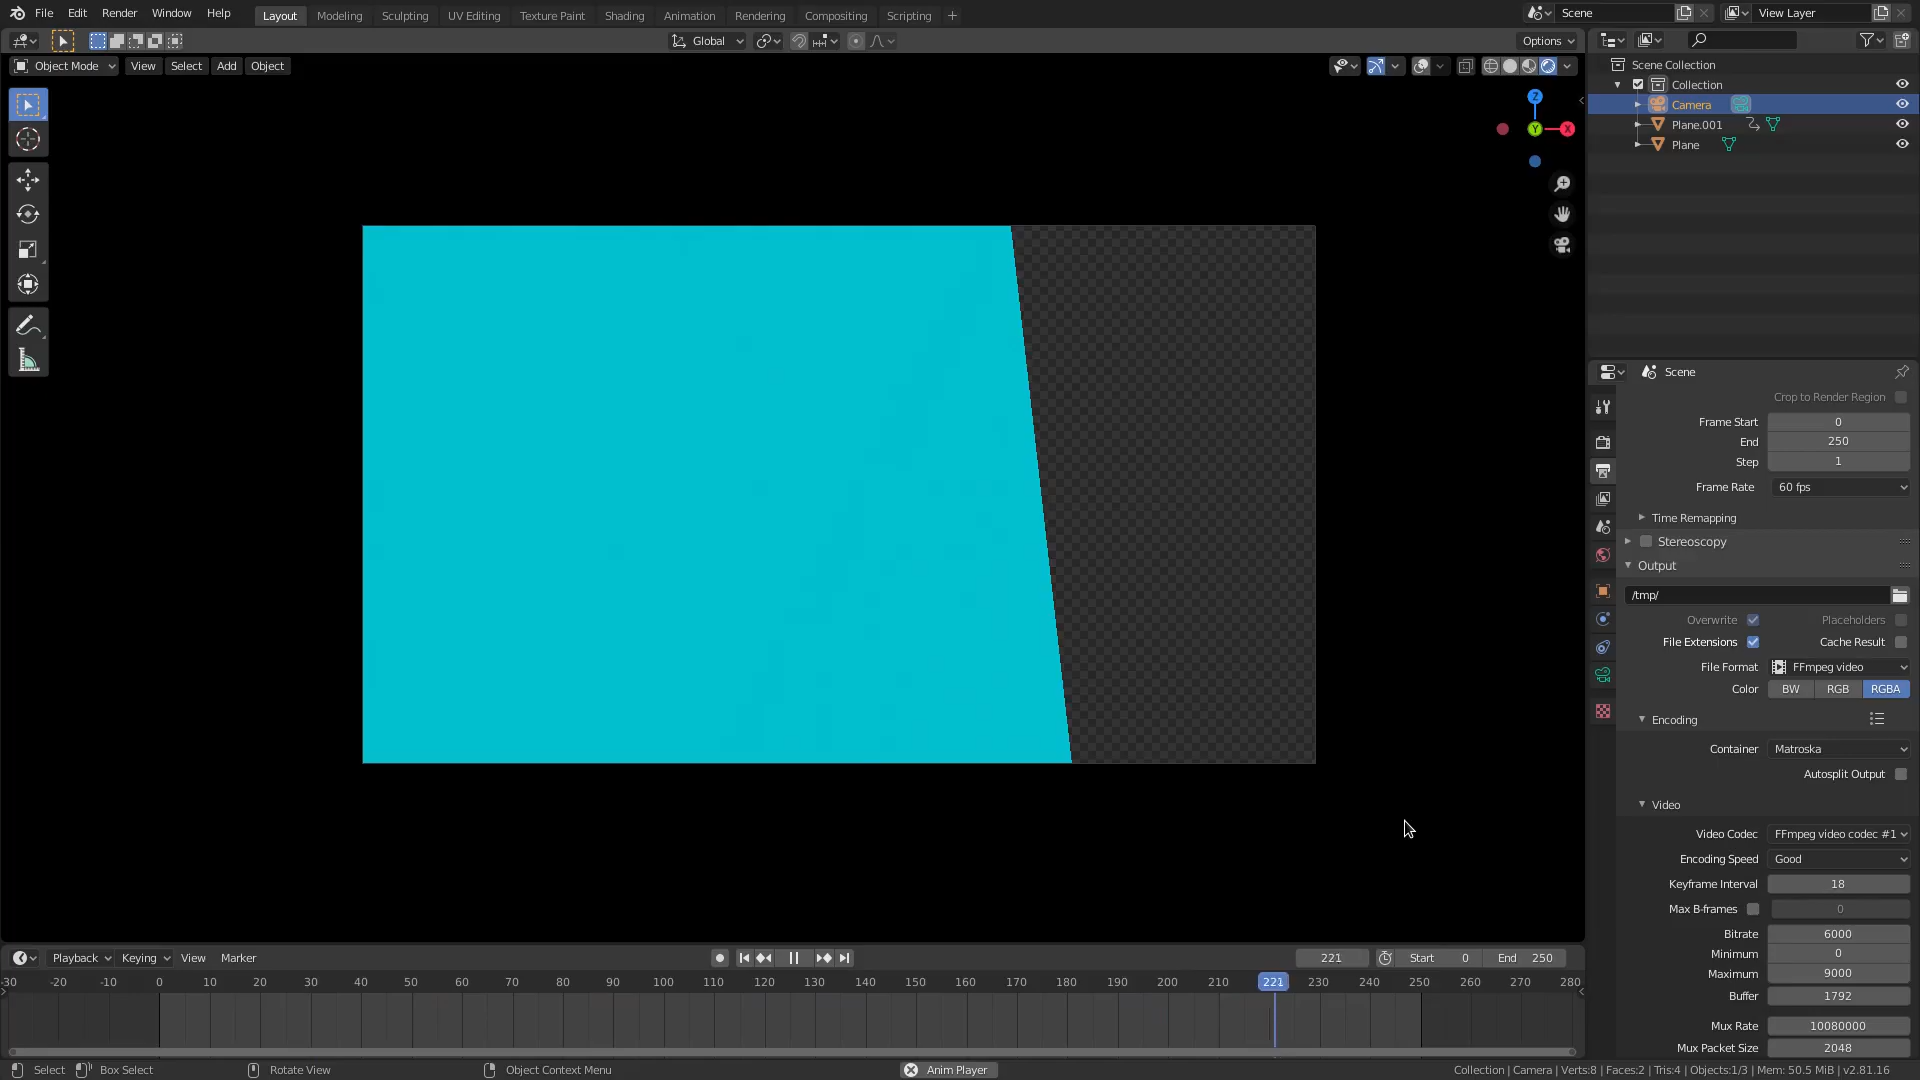 File Edit Render Window Help Layout Modeling Sculpting UV Editing Texture Paint Shading Animation Rendering Compositing Scripting + Scene View Layer
Global Options
Object Mode View Select Add Object
Z
Y X
Scene Collection
Collection
Camera
Plane.001
Plane
Scene
Crop to Render Region
Frame Start 0
End 250
Step 1
Frame Rate 60 fps
Time Remapping
Stereoscopy
Output
/tmp/
Overwrite Placeholders
File Extensions Cache Result
File Format FFmpeg video
Color BW RGB RGBA
Encoding
Container Matroska
Autosplit Output
Video
Video Codec FFmpeg video codec #1
Encoding Speed Good
Keyframe Interval 18
Max B-frames 0
Bitrate 6000
Minimum 0
Maximum 9000
Buffer 1792
Mux Rate 10080000
Mux Packet Size 2048
Playback Keying View Marker 221 Start 0 End 250
-30 -20 -10 0 10 20 30 40 50 60 70 80 90 100 110 120 130 140 150 160 170 180 190 200 210 221 230 240 250 260 270 280
Select Box Select Rotate View Object Context Menu Anim Player Collection | Camera | Verts:8 | Faces:2 | Tris:4 | Objects:1/3 | Mem: 50.5 MiB | v2.81.16